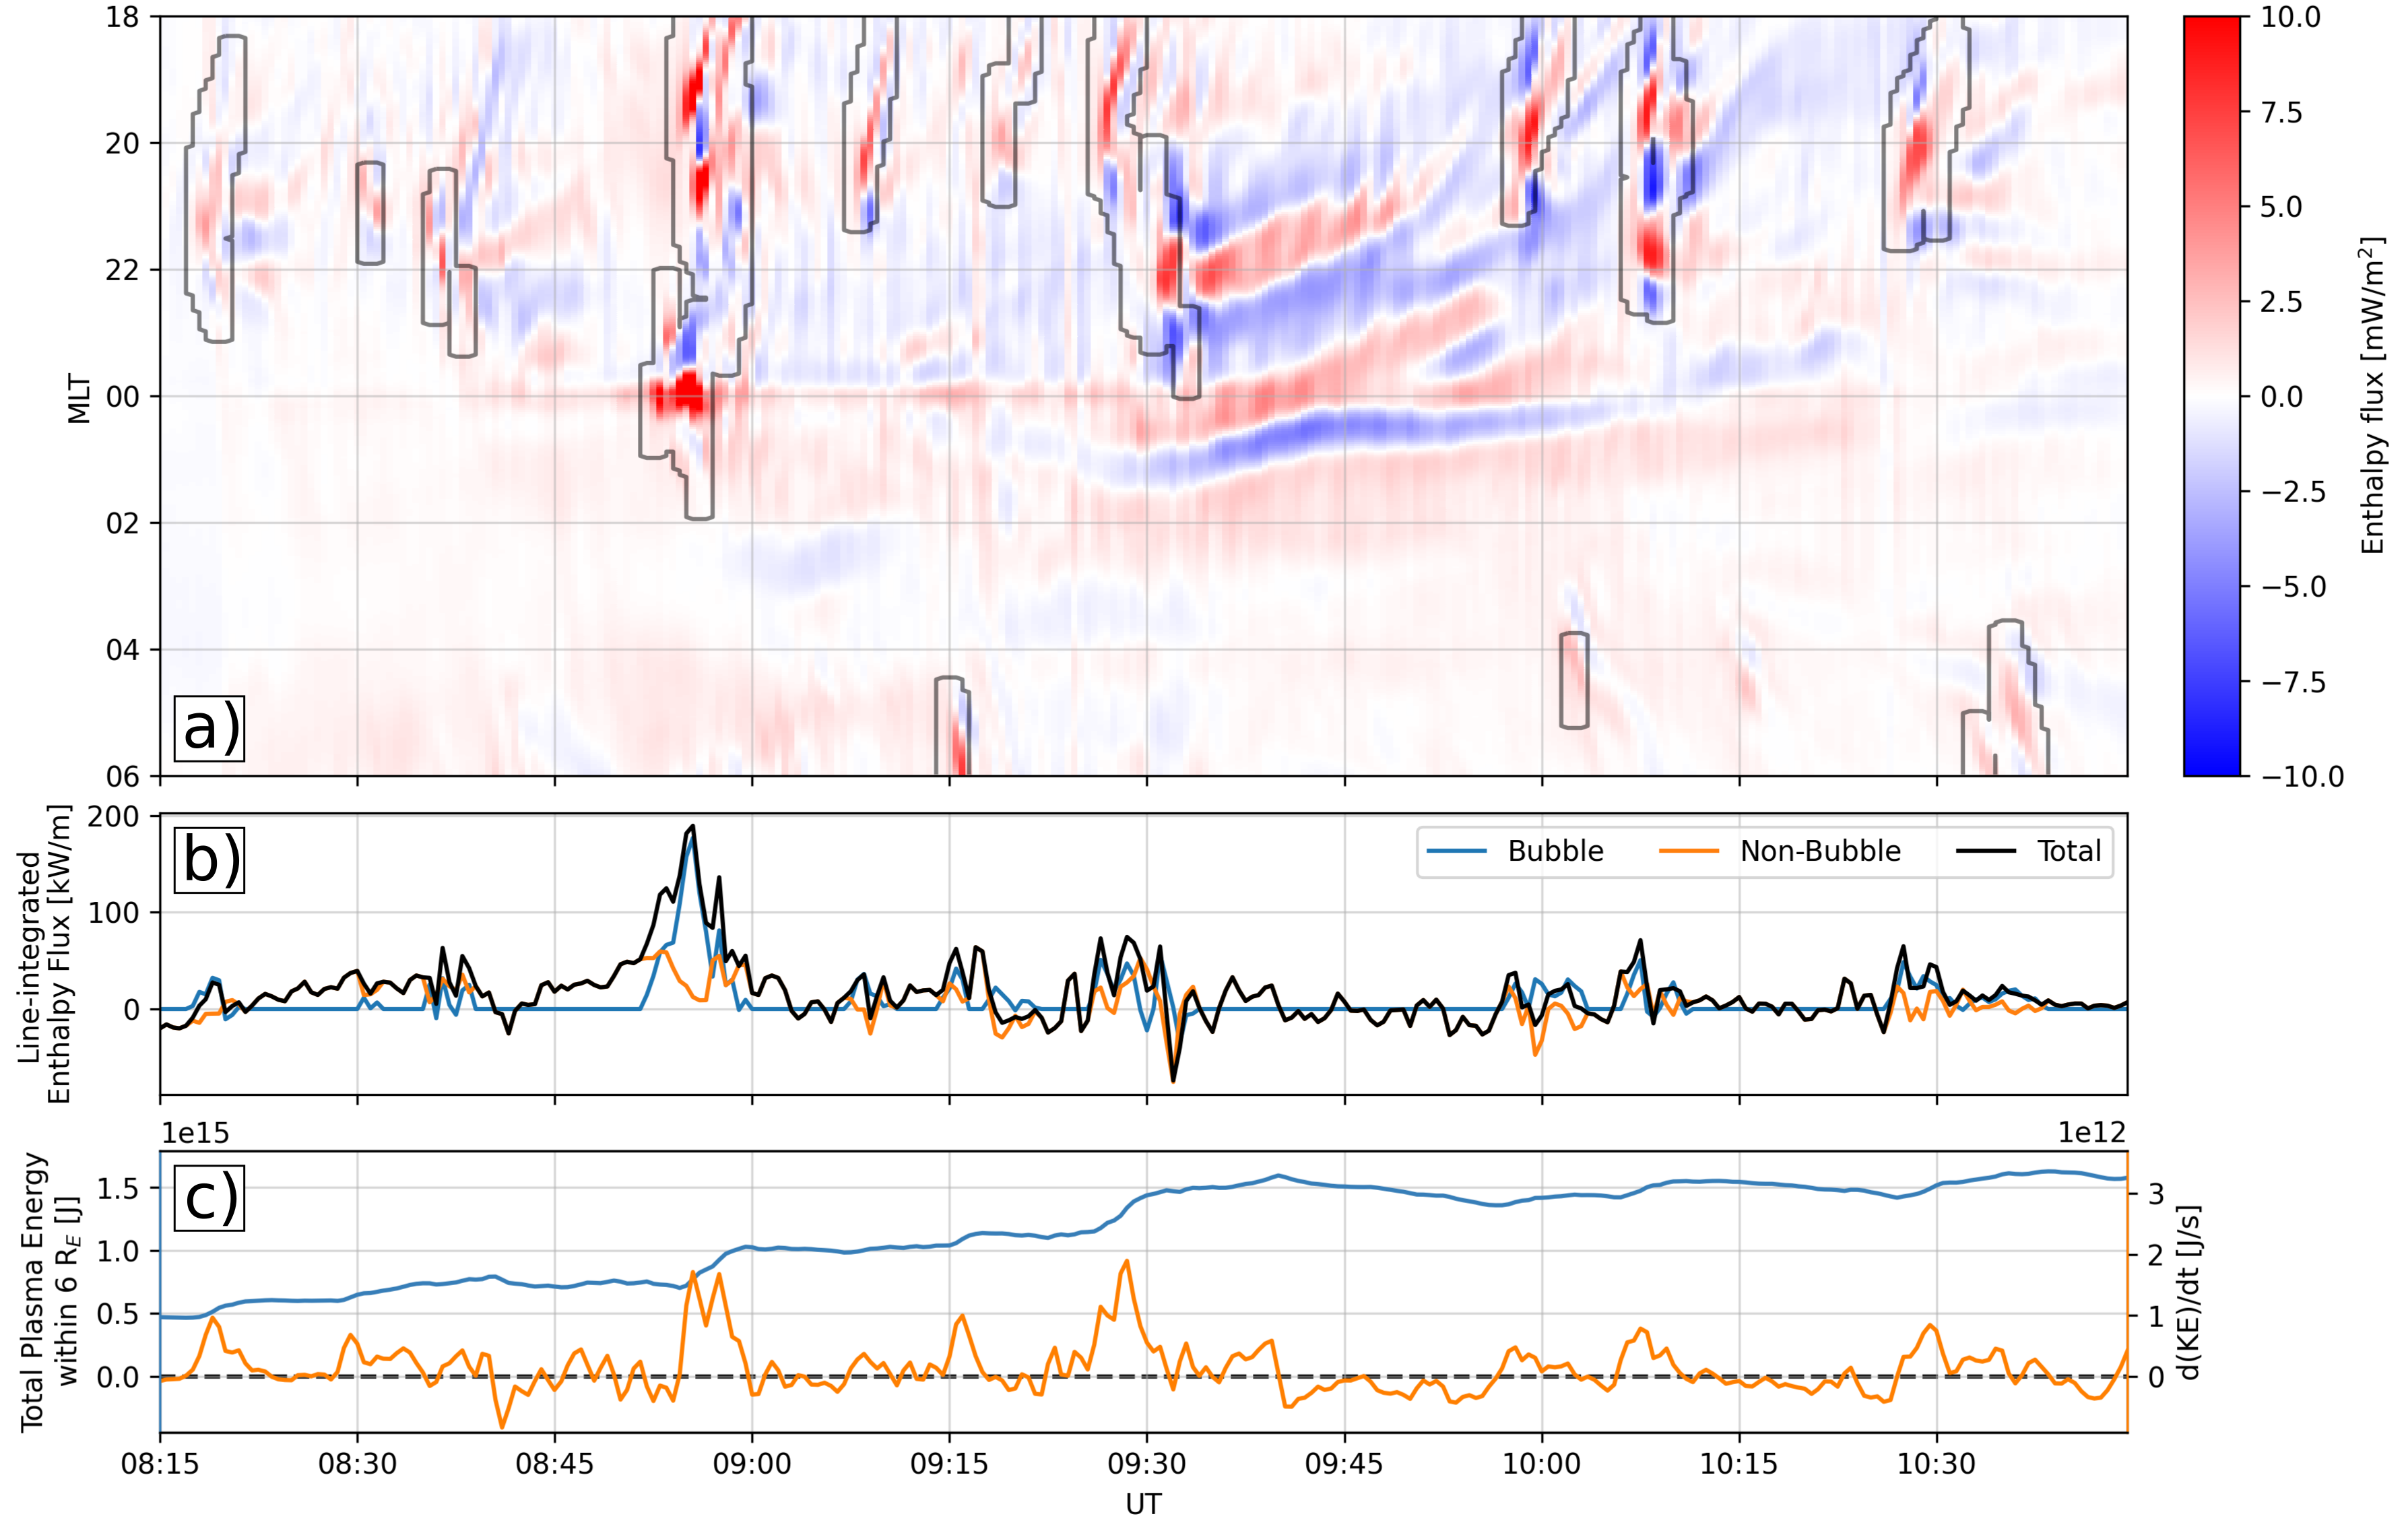 18
20
22
00
02
04
06
MLT
a)
10.0
7.5
5.0
2.5
0.0
−2.5
−5.0
−7.5
−10.0
Enthalpy flux [mW/m²]
200
100
0
Line-integrated
Enthalpy Flux [kW/m]
b)
Bubble
Non-Bubble
Total
1e15
1e12
1.5
1.0
0.5
0.0
Total Plasma Energy
within 6 R_E [J]
c)
3
2
1
0
d(KE)/dt [J/s]
08:15
08:30
08:45
09:00
09:15
09:30
09:45
10:00
10:15
10:30
UT